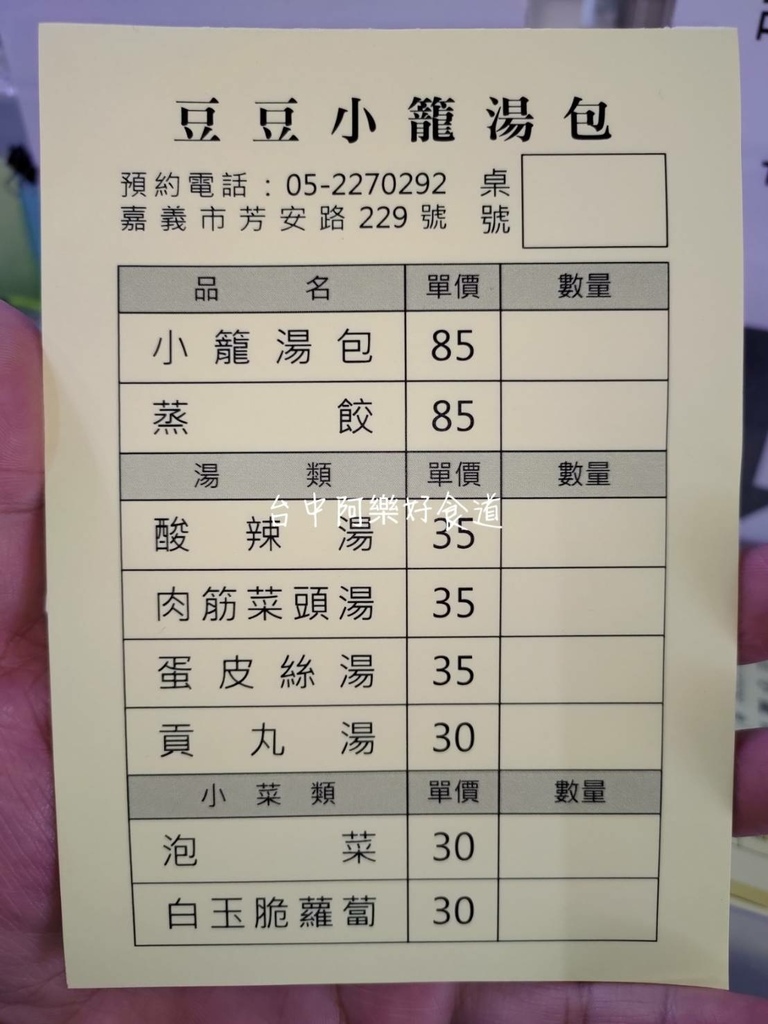 豆豆小籠湯包
預約電話：05-2270292 桌號
嘉義市芳安路229號
品名 單價 數量
小籠湯包 85
蒸餃 85
湯類 單價 數量
台中阿樂好食道
酸辣湯 35
肉筋菜頭湯 35
蛋皮絲湯 35
貢丸湯 30
小菜類 單價 數量
泡菜 30
白玉脆蘿蔔 30